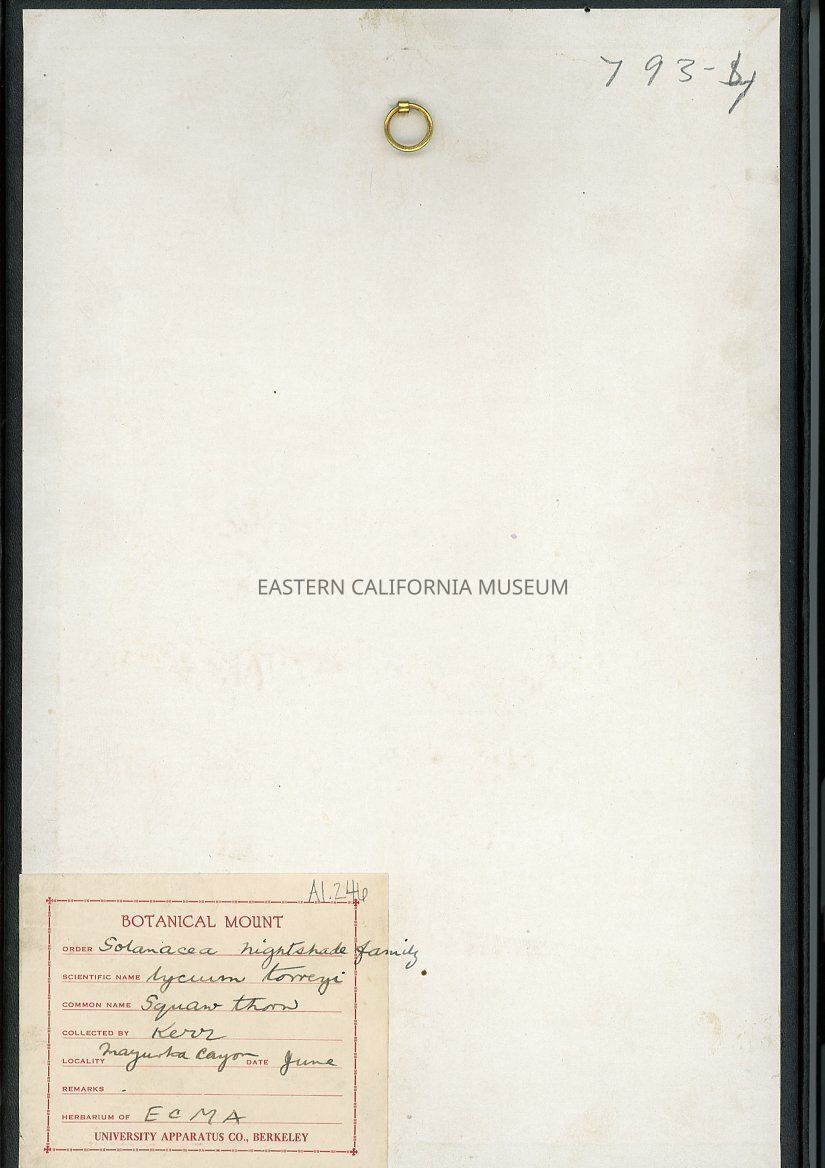 793-
EASTERN CALIFORNIA MUSEUM
A1.246
BOTANICAL MOUNT
ORDER Solanacea nightshade family
SCIENTIFIC NAME lycium torreyi
COMMON NAME Squaw thorn
COLLECTED BY Kerr
LOCALITY Mazurka Cayon DATE June
REMARKS
HERBARIUM OF ECMA
UNIVERSITY APPARATUS CO., BERKELEY